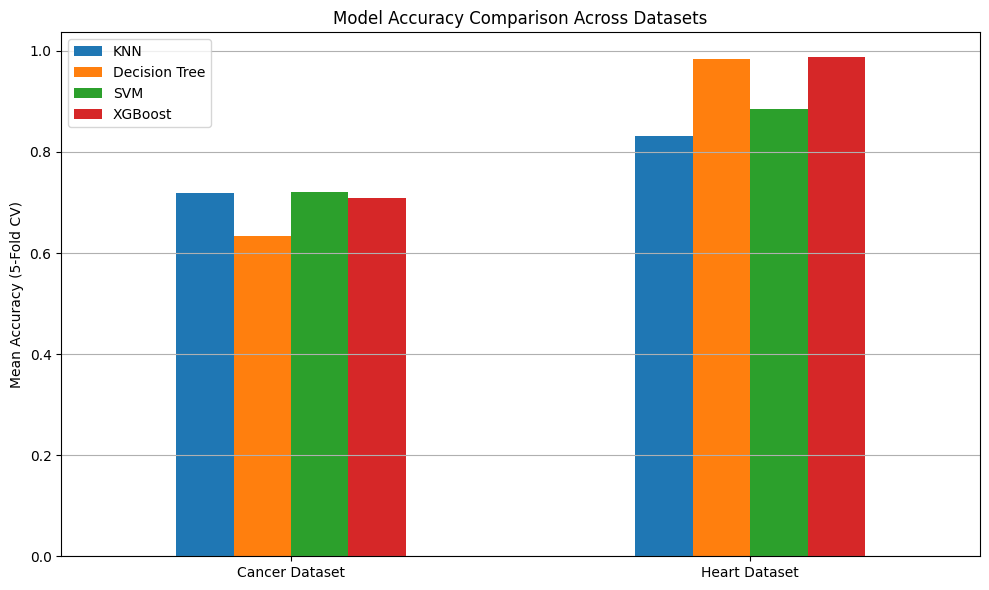 Model Accuracy Comparison Across Datasets
KNN
Decision Tree
SVM
XGBoost
Mean Accuracy (5-Fold CV)
1.0
0.8
0.6
0.4
0.2
0.0
Cancer Dataset
Heart Dataset